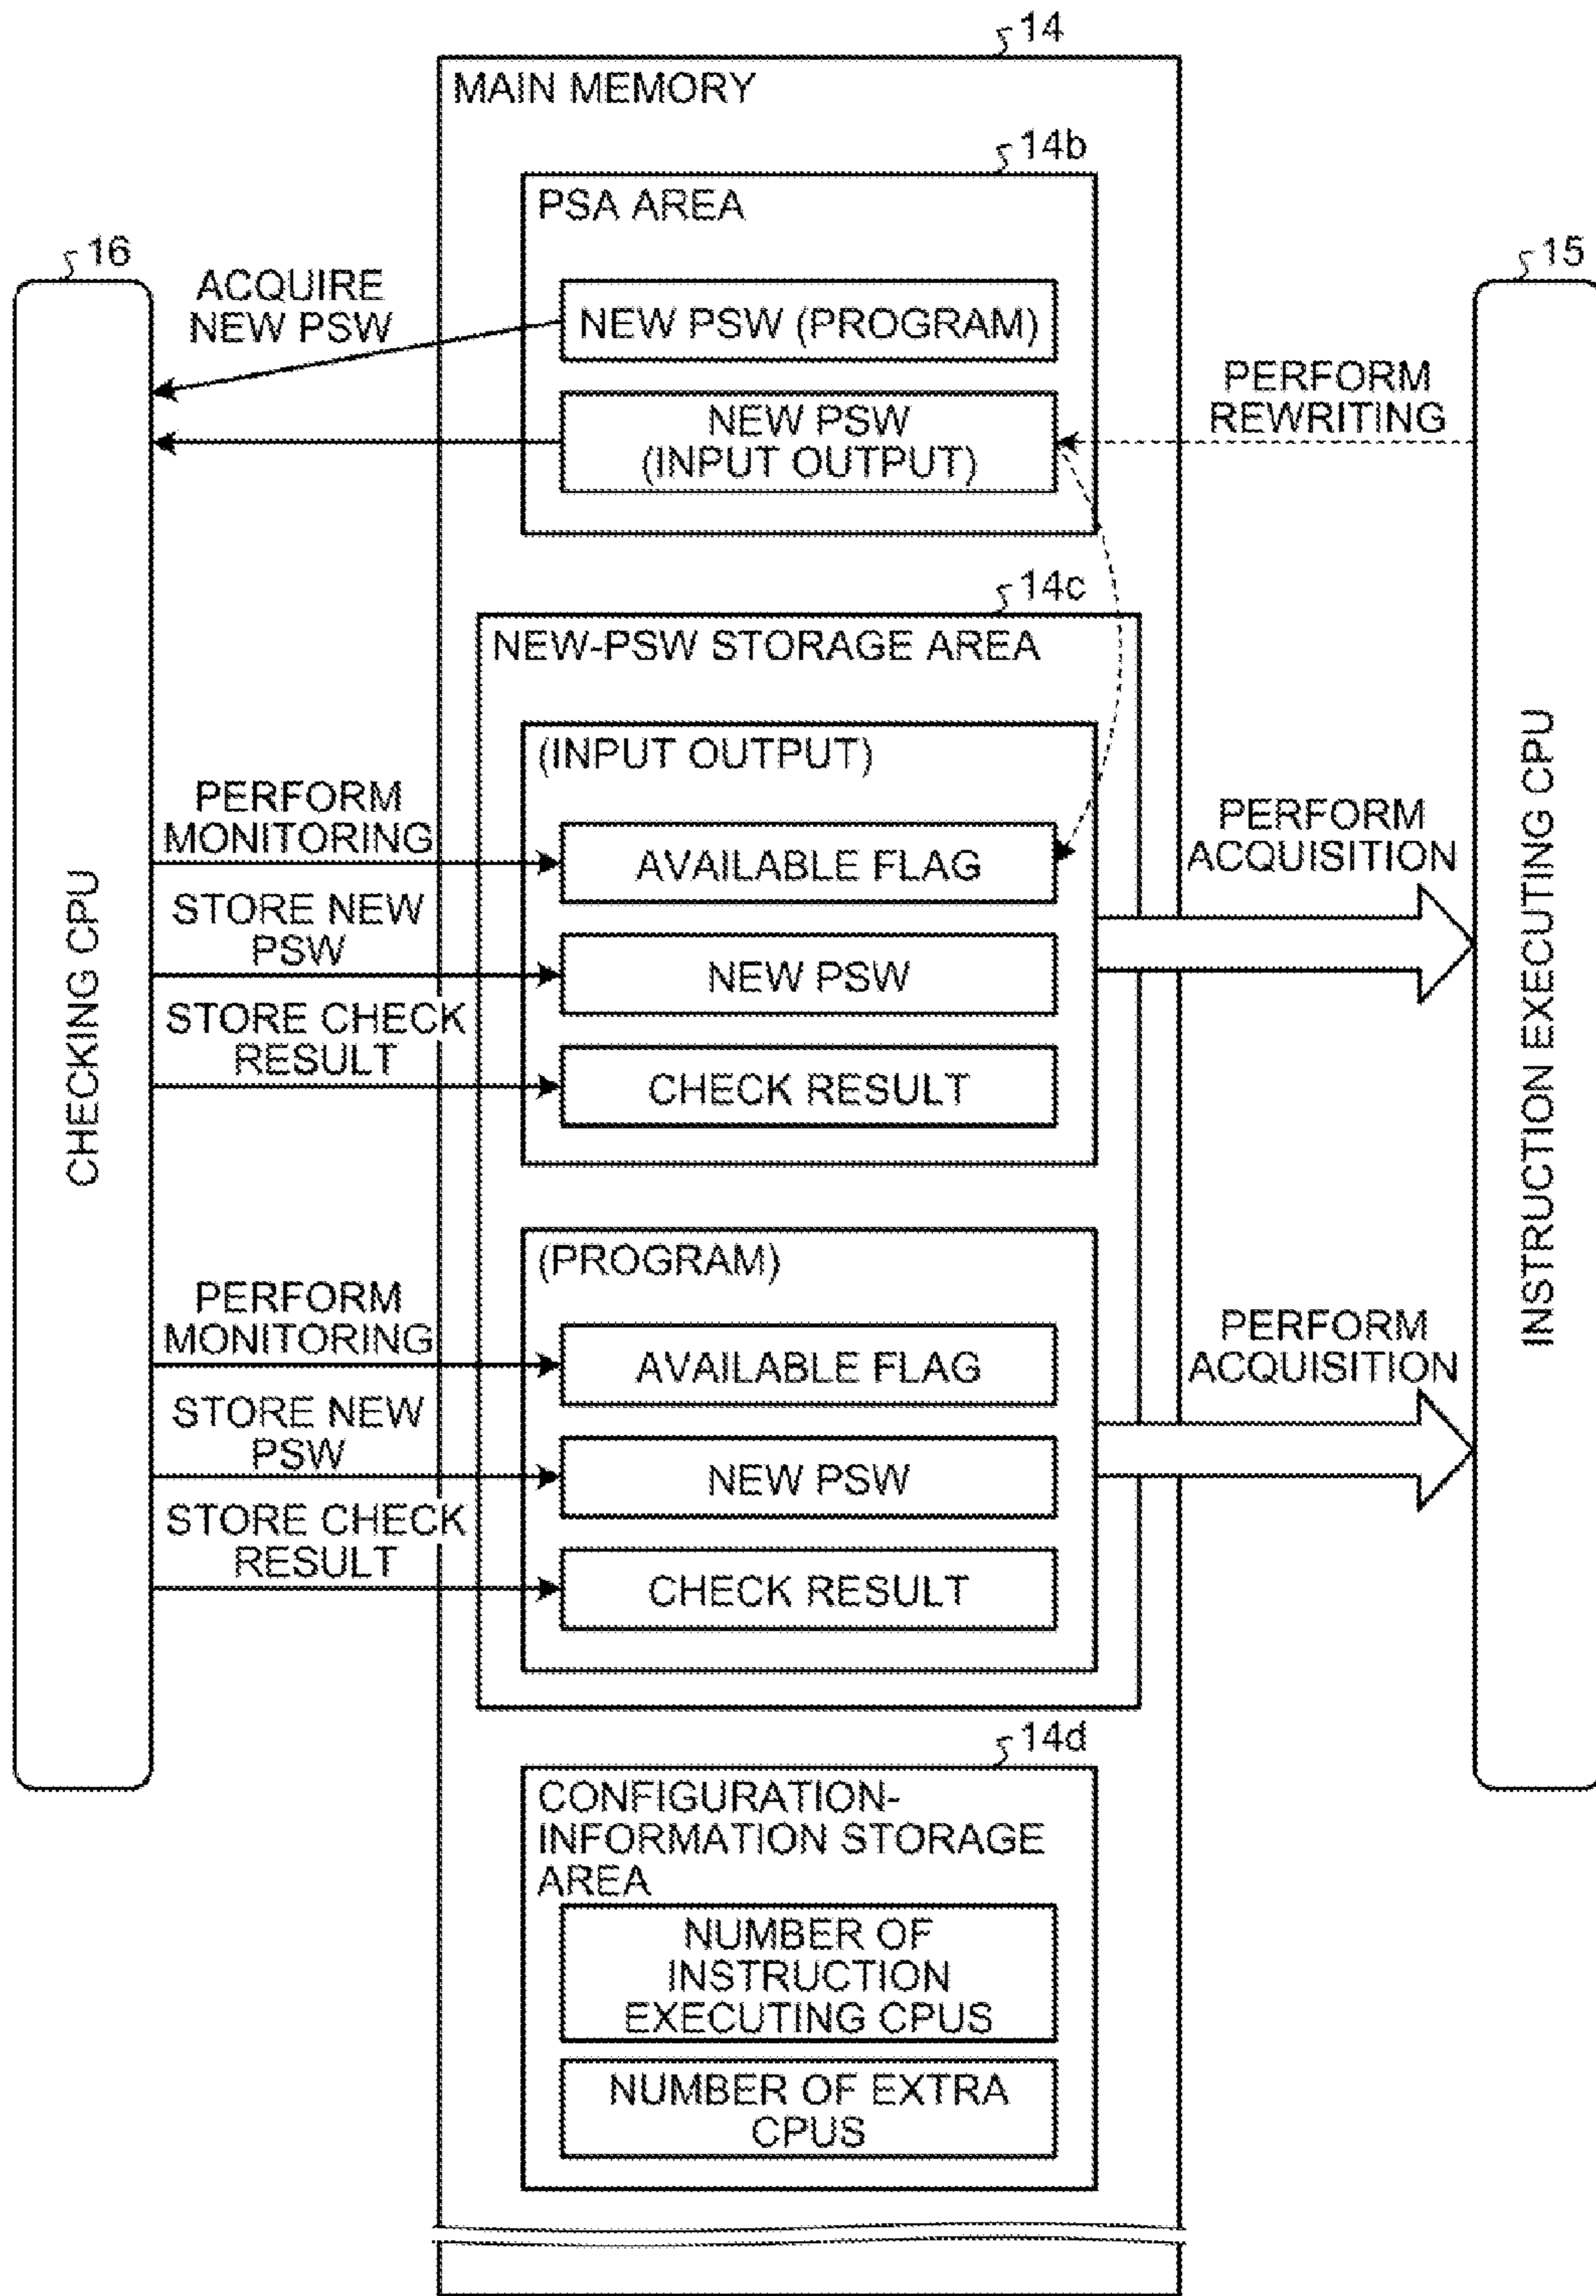 14
MAIN MEMORY
14b
PSA AREA
16
ACQUIRE
NEW PSW
NEW PSW (PROGRAM)
NEW PSW
(INPUT OUTPUT)
15
PERFORM
REWRITING
14c
NEW-PSW STORAGE AREA
(INPUT OUTPUT)
PERFORM
MONITORING
AVAILABLE FLAG
STORE NEW
PSW
NEW PSW
STORE CHECK
RESULT
CHECK RESULT
PERFORM
ACQUISITION
CHECKING CPU
INSTRUCTION EXECUTING CPU
(PROGRAM)
PERFORM
MONITORING
AVAILABLE FLAG
STORE NEW
PSW
NEW PSW
STORE CHECK
RESULT
CHECK RESULT
PERFORM
ACQUISITION
14d
CONFIGURATION-
INFORMATION STORAGE
AREA
NUMBER OF
INSTRUCTION
EXECUTING CPUS
NUMBER OF EXTRA
CPUS